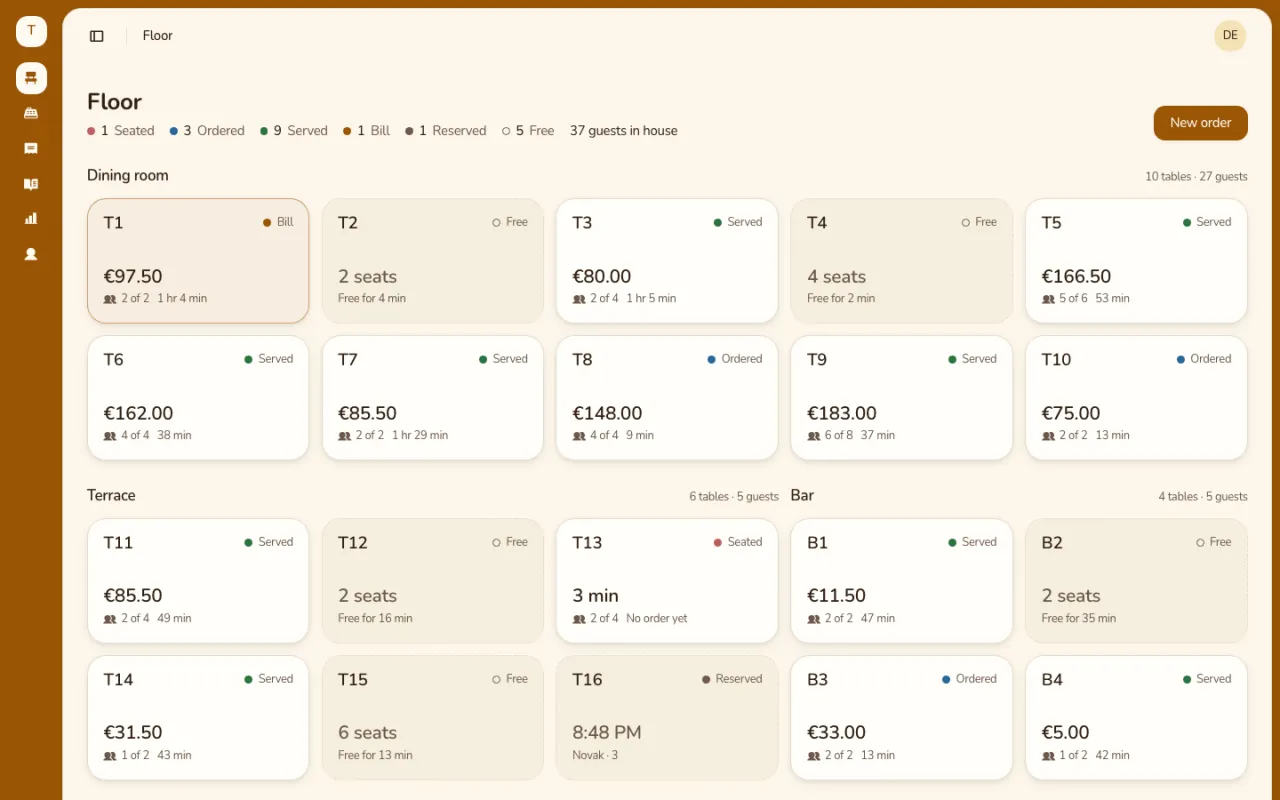 T
Floor
DE
Floor
1 Seated 3 Ordered 9 Served 1 Bill 1 Reserved 5 Free 37 guests in house
New order
Dining room
10 tables · 27 guests
T1 Bill
€97.50
2 of 2 1 hr 4 min
T2 Free
2 seats
Free for 4 min
T3 Served
€80.00
2 of 4 1 hr 5 min
T4 Free
4 seats
Free for 2 min
T5 Served
€166.50
5 of 6 53 min
T6 Served
€162.00
4 of 4 38 min
T7 Served
€85.50
2 of 2 1 hr 29 min
T8 Ordered
€148.00
4 of 4 9 min
T9 Served
€183.00
6 of 8 37 min
T10 Ordered
€75.00
2 of 2 13 min
Terrace
6 tables · 5 guests
T11 Served
€85.50
2 of 4 49 min
T12 Free
2 seats
Free for 16 min
T13 Seated
3 min
2 of 4 No order yet
T14 Served
€31.50
1 of 2 43 min
T15 Free
6 seats
Free for 13 min
T16 Reserved
8:48 PM
Novak · 3
Bar
4 tables · 5 guests
B1 Served
€11.50
2 of 2 47 min
B2 Free
2 seats
Free for 35 min
B3 Ordered
€33.00
2 of 2 13 min
B4 Served
€5.00
1 of 2 42 min